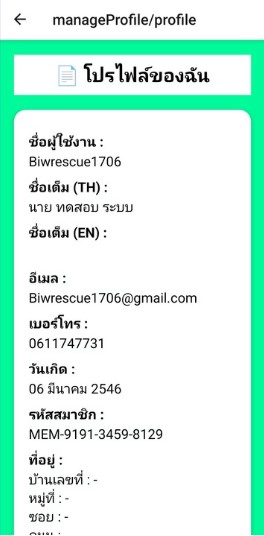 manageProfile/profile
📄 โปรไฟล์ของฉัน
ชื่อผู้ใช้งาน :
Biwrescue1706
ชื่อเต็ม (TH) :
นาย ทดสอบ ระบบ
ชื่อเต็ม (EN) :
อีเมล :
Biwrescue1706@gmail.com
เบอร์โทร :
0611747731
วันเกิด :
06 มีนาคม 2546
รหัสสมาชิก :
MEM-9191-3459-8129
ที่อยู่ :
บ้านเลขที่ : -
หมู่ที่ : -
ซอย : -